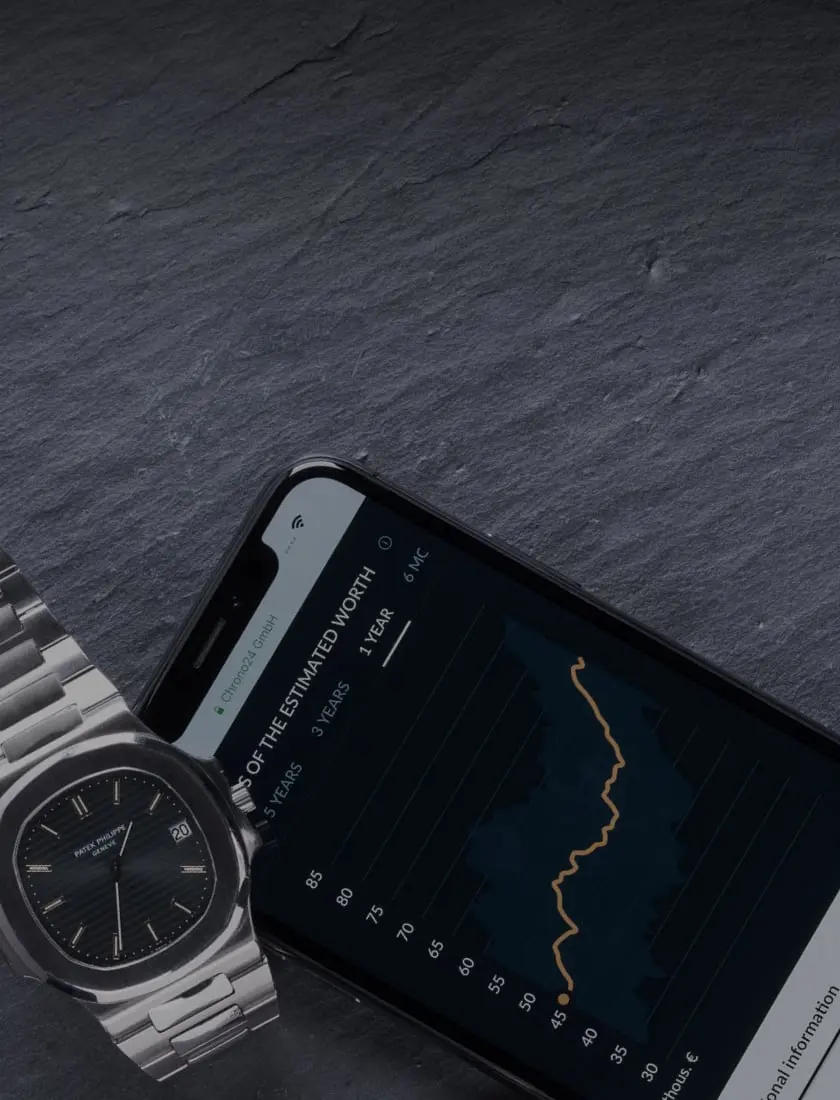 Chrono24 GmbH
S OF THE ESTIMATED WORTH
5 YEARS
3 YEARS
1 YEAR
6 MO
85
80
75
70
65
60
55
50
45
40
35
30
thous. €
onal information
PATEK PHILIPPE
GENEVE
20